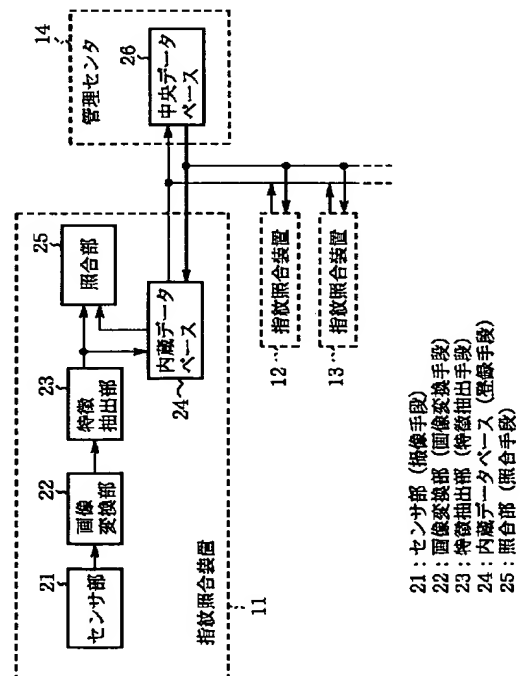 14
管理センタ
26
中央データ
ベース
25
照合部
23
特徴
抽出部
22
画像
変換部
21
センサ部
内蔵データ
ベース
24
指紋照合装置
11
12
指紋照合装置
13
指紋照合装置
21：センサ部（撮像手段）
22：画像変換部（画像変換手段）
23：特徴抽出部（特徴抽出手段）
24：内蔵データベース（登録手段）
25：照合部（照合手段）